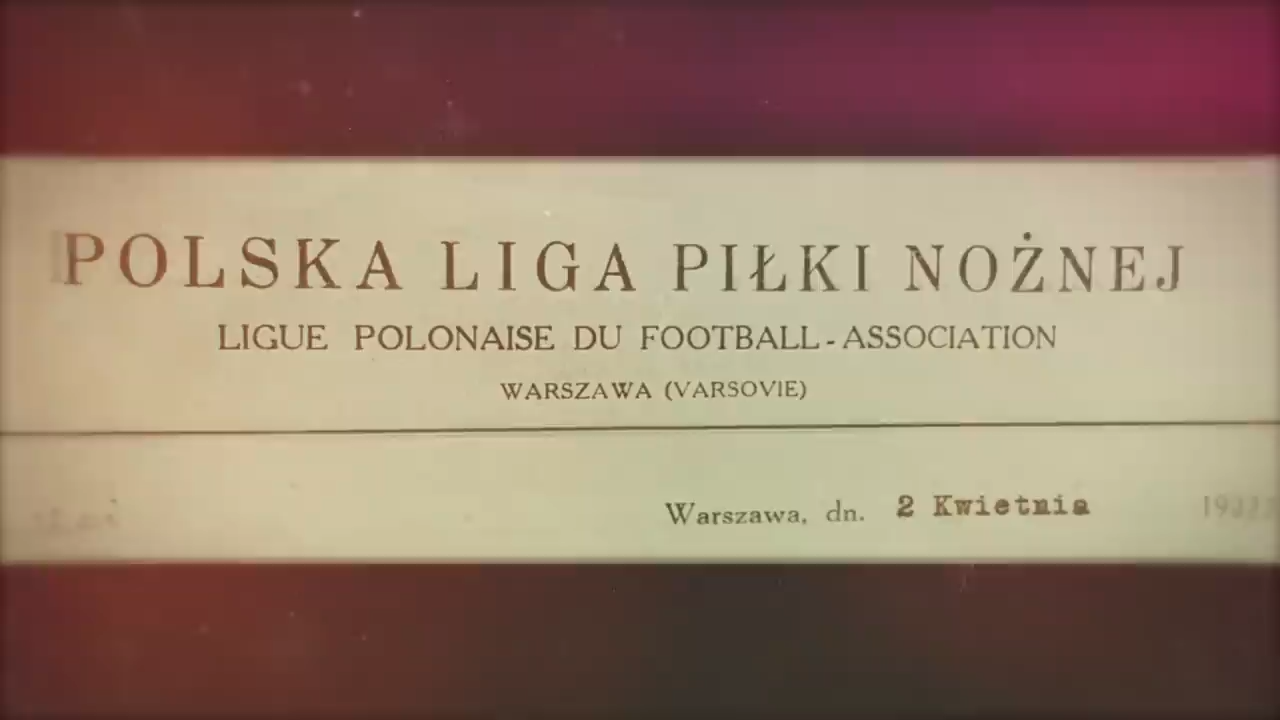 POLSKA LIGA PIŁKI NOŻNEJ
LIGUE POLONAISE DU FOOTBALL-ASSOCIATION
WARSZAWA (VARSOVIE)
Warszawa, dn. 2 Kwietnia